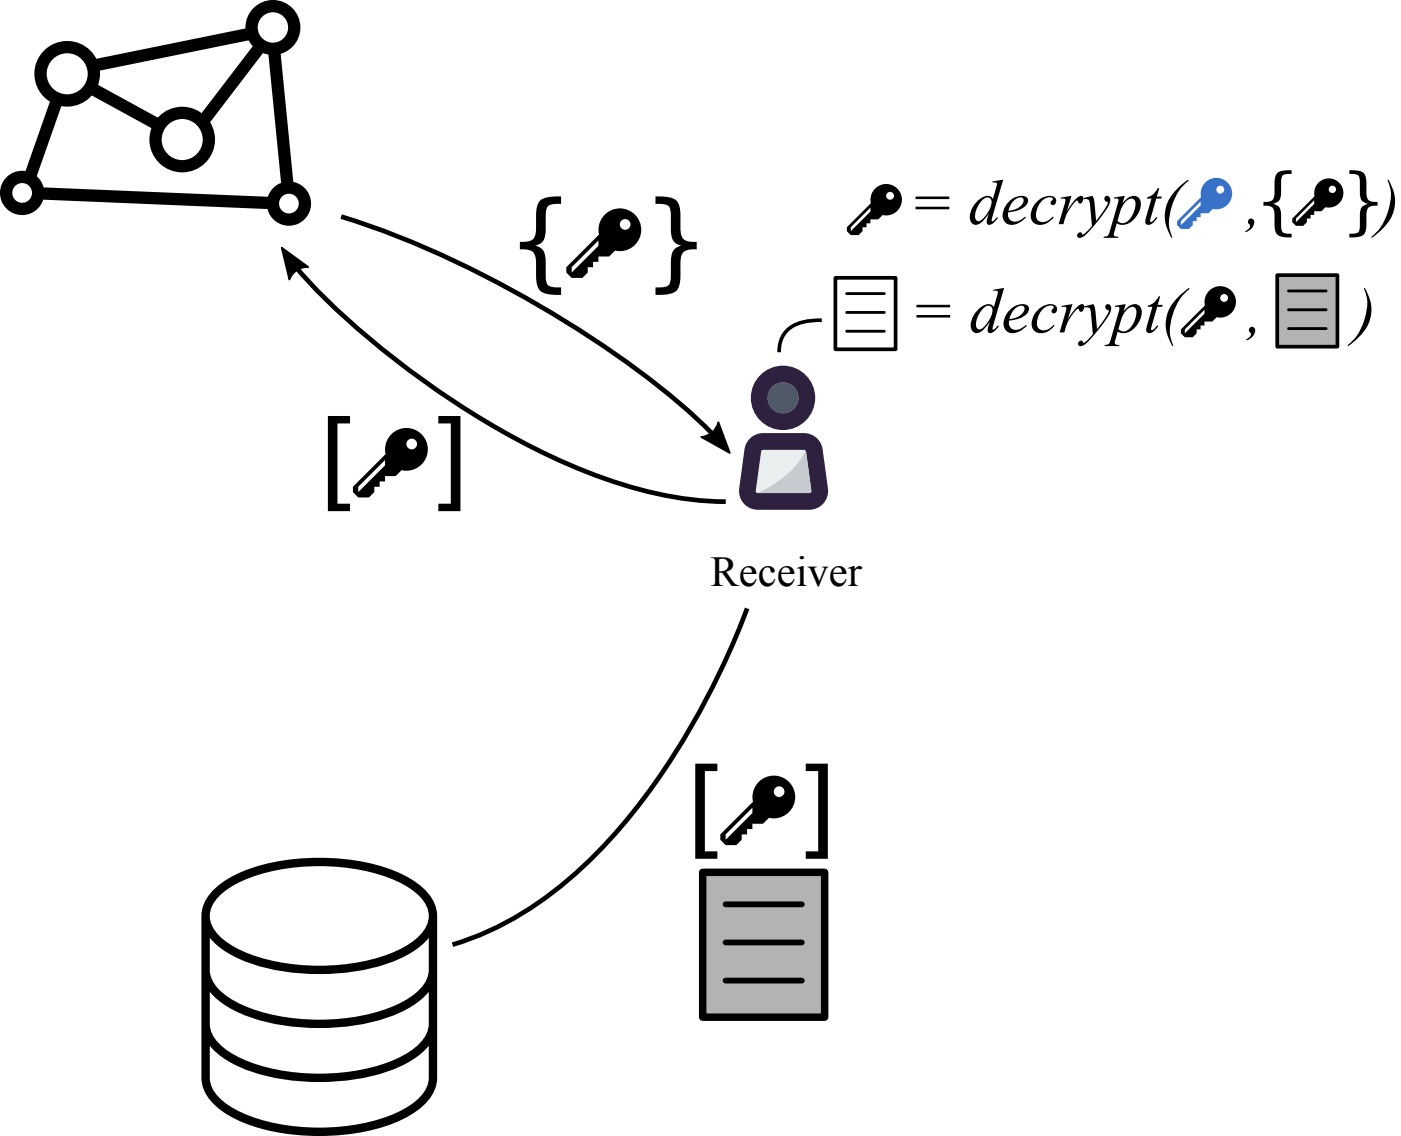 { }
= decrypt( ,{ })
= decrypt( , )
[ ]
Receiver
[ ]